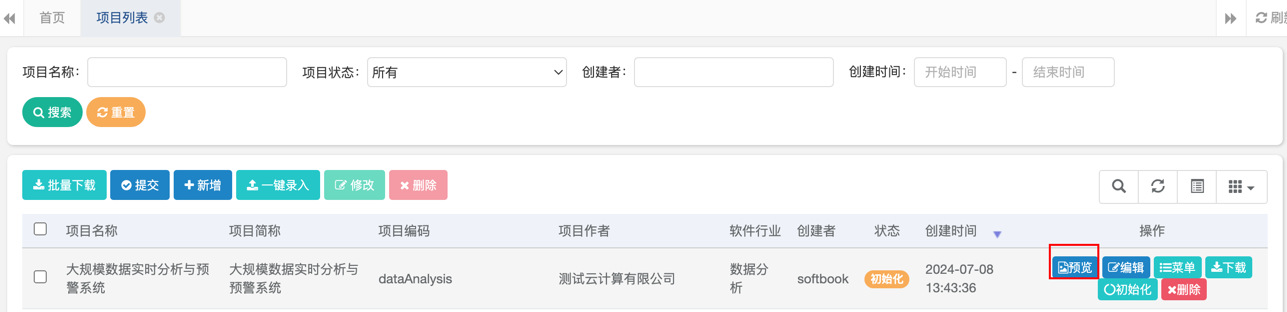 首页 项目列表 刷新
项目名称: 项目状态: 所有 创建者: 创建时间: 开始时间 - 结束时间
搜索 重置
批量下载 提交 新增 一键录入 修改 删除
项目名称 项目简称 项目编码 项目作者 软件行业 创建者 状态 创建时间 操作
大规模数据实时分析与预 大规模数据实时分析与 dataAnalysis 测试云计算有限公司 数据分 softbook 初始化 2024-07-08 预览 编辑 菜单 下载
警系统 预警系统 析 13:43:36 初始化 删除